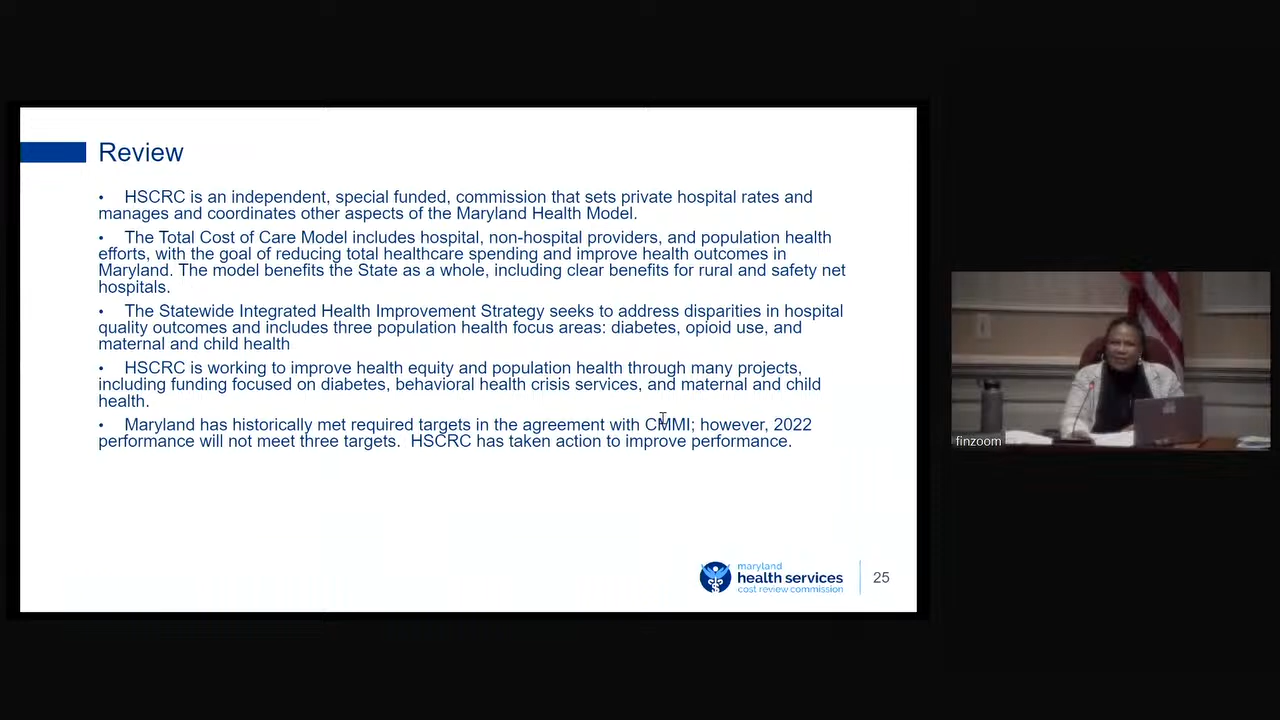 Review
• HSCRC is an independent, special funded, commission that sets private hospital rates and
manages and coordinates other aspects of the Maryland Health Model.
• The Total Cost of Care Model includes hospital, non-hospital providers, and population health
efforts, with the goal of reducing total healthcare spending and improve health outcomes in
Maryland. The model benefits the State as a whole, including clear benefits for rural and safety net
hospitals.
• The Statewide Integrated Health Improvement Strategy seeks to address disparities in hospital
quality outcomes and includes three population health focus areas: diabetes, opioid use, and
maternal and child health
• HSCRC is working to improve health equity and population health through many projects,
including funding focused on diabetes, behavioral health crisis services, and maternal and child
health.
• Maryland has historically met required targets in the agreement with CMMI; however, 2022
performance will not meet three targets.  HSCRC has taken action to improve performance.
maryland
health services
cost review commission
25
finzoom